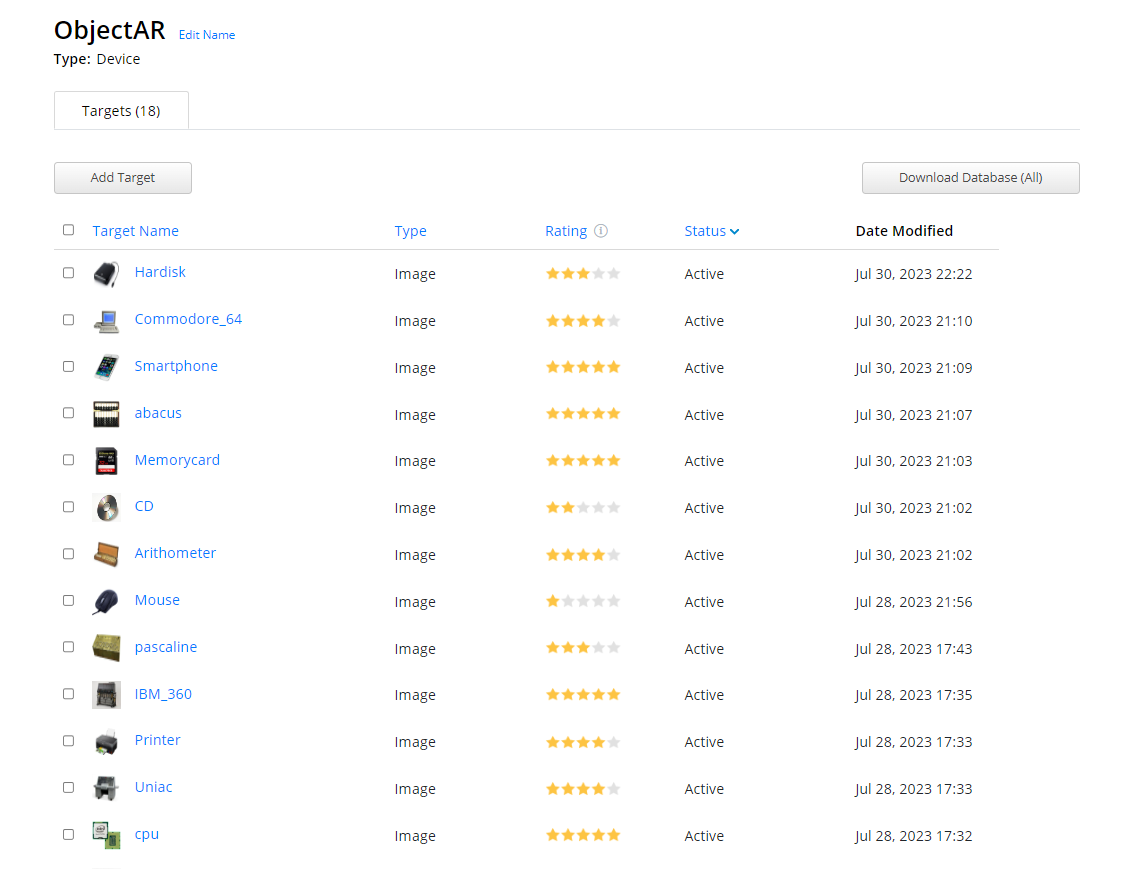 ObjectAR Edit Name
Type: Device
Targets (18)
Add Target Download Database (All)
Target Name Type Rating Status Date Modified
Hardisk Image Active Jul 30, 2023 22:22
Commodore_64 Image Active Jul 30, 2023 21:10
Smartphone Image Active Jul 30, 2023 21:09
abacus Image Active Jul 30, 2023 21:07
Memorycard Image Active Jul 30, 2023 21:03
CD Image Active Jul 30, 2023 21:02
Arithometer Image Active Jul 30, 2023 21:02
Mouse Image Active Jul 28, 2023 21:56
pascaline Image Active Jul 28, 2023 17:43
IBM_360 Image Active Jul 28, 2023 17:35
Printer Image Active Jul 28, 2023 17:33
Uniac Image Active Jul 28, 2023 17:33
cpu Image Active Jul 28, 2023 17:32